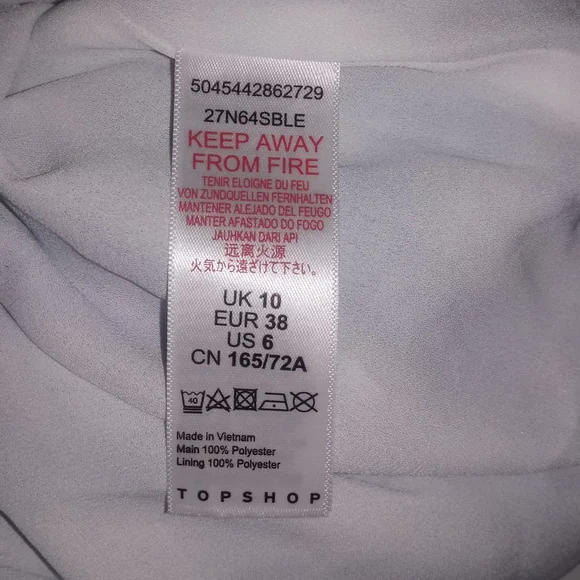 5045442862729
27N64SBLE
KEEP AWAY
FROM FIRE
TENIR ELOIGNE DU FEU
VON ZUNDQUELLEN FERNHALTEN
MANTENER ALEJADO DEL FEUGO
MANTER AFASTADO DO FOGO
JAUHKAN DARI API
远离火源
火気から遠ざけて下さい。
UK 10
EUR 38
US 6
CN 165/72A
40
Made in Vietnam
Main 100% Polyester
Lining 100% Polyester
TOPSHOP